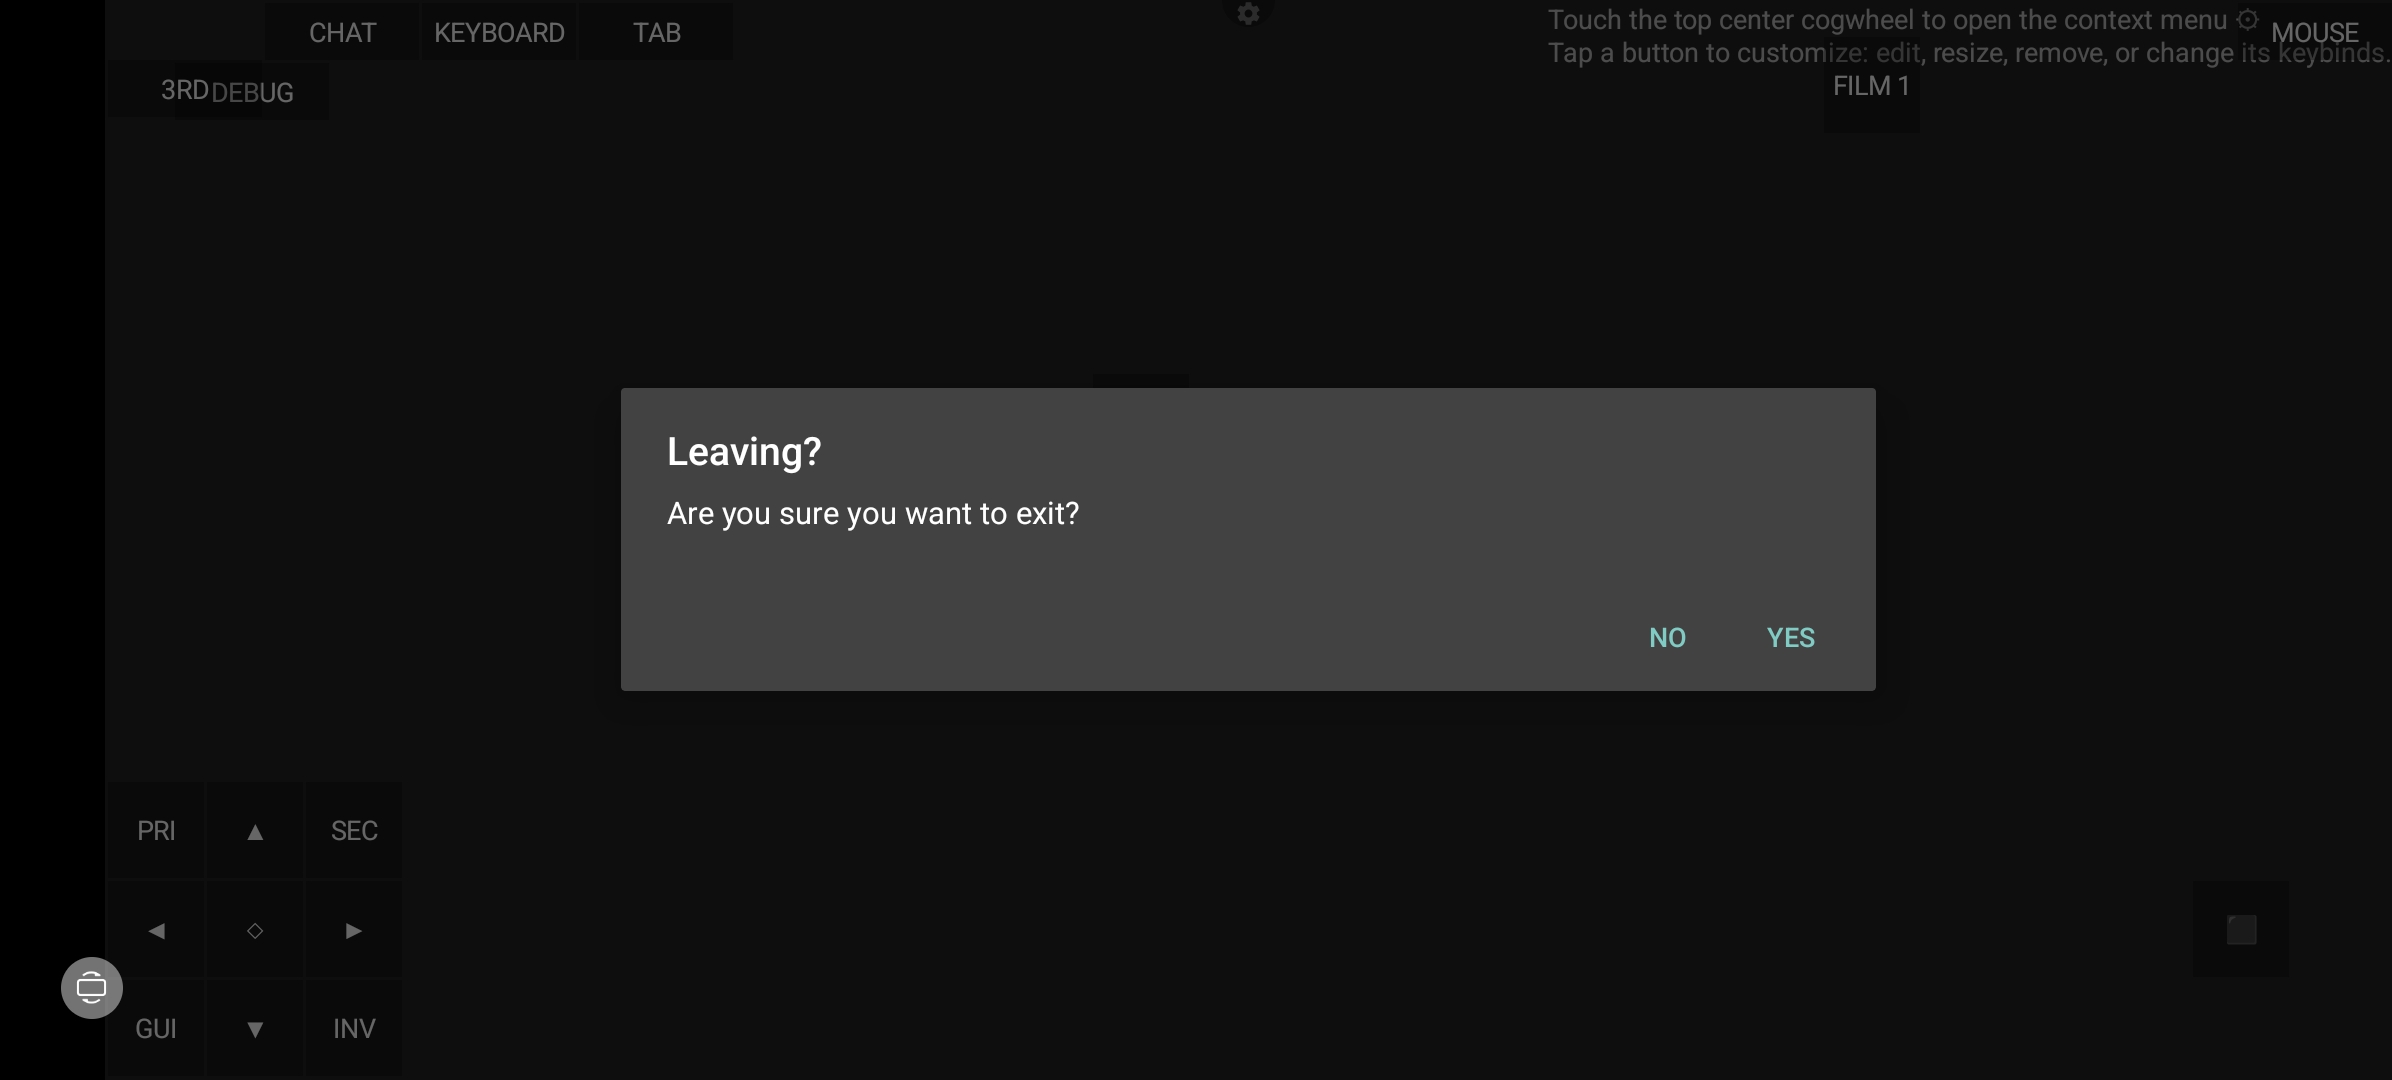 CHAT KEYBOARD TAB
Touch the top center cogwheel to open the context menu
MOUSE
Tap a button to customize: edit, resize, remove, or change its keybinds.
3RD DEBUG
FILM 1
Leaving?
Are you sure you want to exit?
NO YES
PRI ▲ SEC
◀ ◇ ▶
GUI ▼ INV